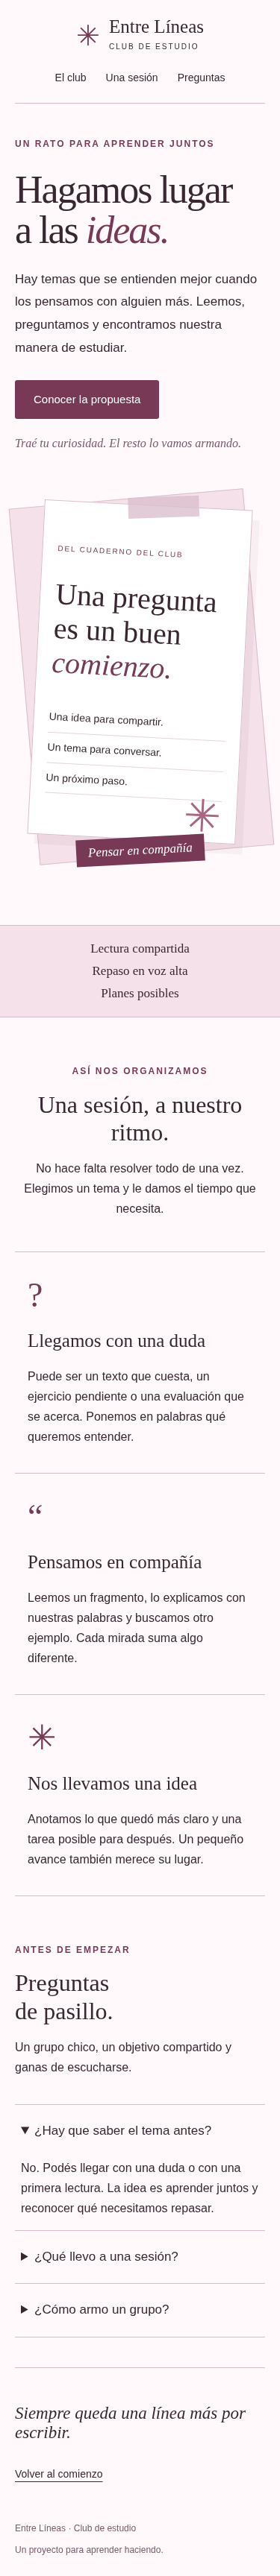 Entre Líneas
CLUB DE ESTUDIO
El club Una sesión Preguntas
UN RATO PARA APRENDER JUNTOS
Hagamos lugar
a las ideas.
Hay temas que se entienden mejor cuando
los pensamos con alguien más. Leemos,
preguntamos y encontramos nuestra
manera de estudiar.
Conocer la propuesta
Traé tu curiosidad. El resto lo vamos armando.
DEL CUADERNO DEL CLUB
Una pregunta
es un buen
comienzo.
Una idea para compartir.
Un tema para conversar.
Un próximo paso.
Pensar en compañía
Lectura compartida
Repaso en voz alta
Planes posibles
ASÍ NOS ORGANIZAMOS
Una sesión, a nuestro
ritmo.
No hace falta resolver todo de una vez.
Elegimos un tema y le damos el tiempo que
necesita.
?
Llegamos con una duda
Puede ser un texto que cuesta, un
ejercicio pendiente o una evaluación que
se acerca. Ponemos en palabras qué
queremos entender.
“
Pensamos en compañía
Leemos un fragmento, lo explicamos con
nuestras palabras y buscamos otro
ejemplo. Cada mirada suma algo
diferente.
Nos llevamos una idea
Anotamos lo que quedó más claro y una
tarea posible para después. Un pequeño
avance también merece su lugar.
ANTES DE EMPEZAR
Preguntas
de pasillo.
Un grupo chico, un objetivo compartido y
ganas de escucharse.
¿Hay que saber el tema antes?
No. Podés llegar con una duda o con una
primera lectura. La idea es aprender juntos y
reconocer qué necesitamos repasar.
¿Qué llevo a una sesión?
¿Cómo armo un grupo?
Siempre queda una línea más por
escribir.
Volver al comienzo
Entre Líneas · Club de estudio
Un proyecto para aprender haciendo.